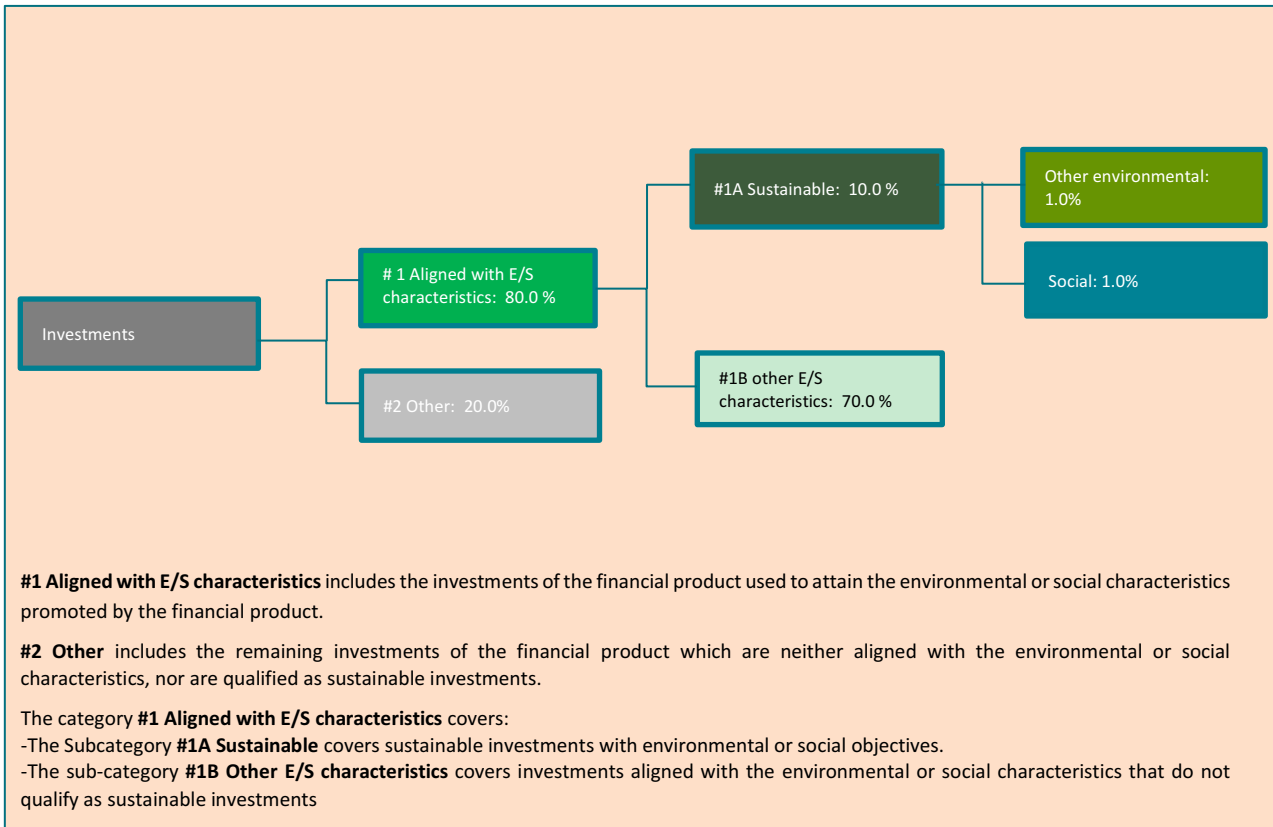 Investments
# 1 Aligned with E/S
characteristics:  80.0 %
#2 Other:  20.0%
#1A Sustainable:  10.0 %
#1B other E/S
characteristics:  70.0 %
Other environmental:
1.0%
Social: 1.0%
#1 Aligned with E/S characteristics includes the investments of the financial product used to attain the environmental or social characteristics
promoted by the financial product.
#2 Other includes the remaining investments of the financial product which are neither aligned with the environmental or social
characteristics, nor are qualified as sustainable investments.
The category #1 Aligned with E/S characteristics covers:
-The Subcategory #1A Sustainable covers sustainable investments with environmental or social objectives.
-The sub-category #1B Other E/S characteristics covers investments aligned with the environmental or social characteristics that do not
qualify as sustainable investments